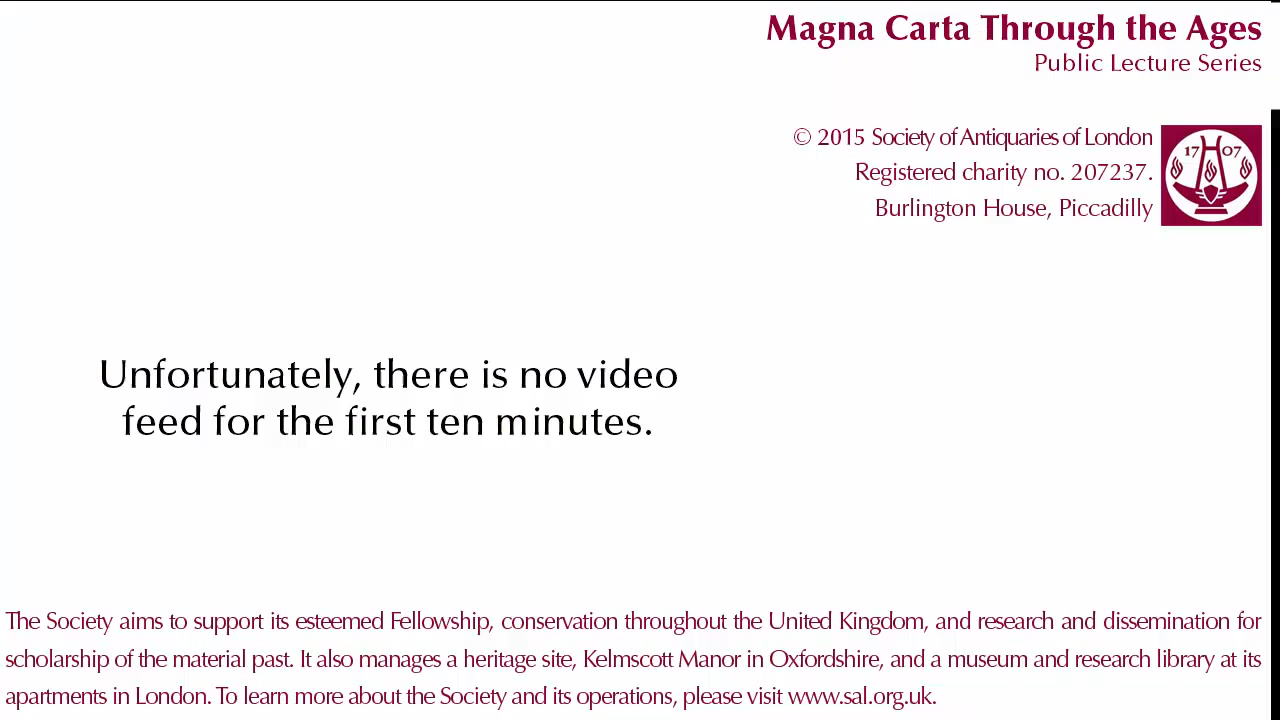 Magna Carta Through the Ages
Public Lecture Series
© 2015 Society of Antiquaries of London
Registered charity no. 207237.
Burlington House, Piccadilly
17 07
Unfortunately, there is no video
feed for the first ten minutes.
The Society aims to support its esteemed Fellowship, conservation throughout the United Kingdom, and research and dissemination for
scholarship of the material past. It also manages a heritage site, Kelmscott Manor in Oxfordshire, and a museum and research library at its
apartments in London. To learn more about the Society and its operations, please visit www.sal.org.uk.